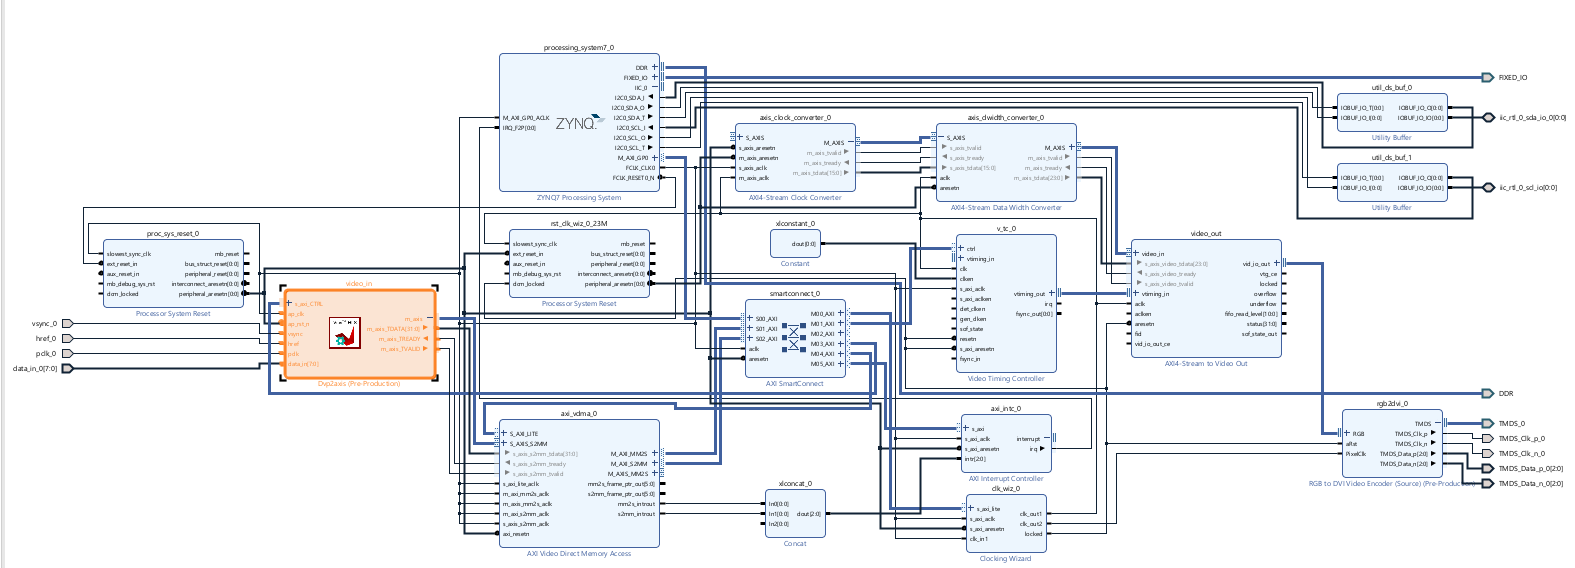 processing_system7_0
DDR
FIXED_IO
IIC_0
I2C0_SDA_I
I2C0_SDA_O
I2C0_SDA_T
I2C0_SCL_I
I2C0_SCL_O
I2C0_SCL_T
M_AXI_GP0
FCLK_CLK0
FCLK_RESET0_N
M_AXI_GP0_ACLK
IRQ_F2P[0:0]
ZYNQ
ZYNQ7 Processing System
axis_clock_converter_0
S_AXIS
s_axis_aresetn
m_axis_aresetn
s_axis_aclk
m_axis_aclk
M_AXIS
m_axis_tvalid
m_axis_tready
m_axis_tdata[15:0]
AXI4-Stream Clock Converter
axis_dwidth_converter_0
S_AXIS
s_axis_tvalid
s_axis_tready
s_axis_tdata[15:0]
aclk
aresetn
M_AXIS
m_axis_tvalid
m_axis_tready
m_axis_tdata[23:0]
AXI4-Stream Data Width Converter
util_ds_buf_0
IOBUF_IO_T[0:0]
IOBUF_IO_I[0:0]
IOBUF_IO_O[0:0]
IOBUF_IO_IO[0:0]
Utility Buffer
util_ds_buf_1
IOBUF_IO_T[0:0]
IOBUF_IO_I[0:0]
IOBUF_IO_O[0:0]
IOBUF_IO_IO[0:0]
Utility Buffer
FIXED_IO
iic_rtl_0_sda_io_0[0:0]
iic_rtl_0_scl_io[0:0]
proc_sys_reset_0
slowest_sync_clk
ext_reset_in
aux_reset_in
mb_debug_sys_rst
dcm_locked
mb_reset
bus_struct_reset[0:0]
peripheral_reset[0:0]
interconnect_aresetn[0:0]
peripheral_aresetn[0:0]
Processor System Reset
rst_clk_wiz_0_23M
slowest_sync_clk
ext_reset_in
aux_reset_in
mb_debug_sys_rst
dcm_locked
mb_reset
bus_struct_reset[0:0]
peripheral_reset[0:0]
interconnect_aresetn[0:0]
peripheral_aresetn[0:0]
Processor System Reset
xlconstant_0
dout[0:0]
Constant
v_tc_0
ctrl
vtiming_in
clk
s_axi_aclk
s_axi_aclken
det_clken
gen_clken
sof_state
resetn
s_axi_aresetn
fsync_in
vtiming_out
irq
fsync_out[0:0]
Video Timing Controller
video_out
video_in
s_axis_video_tdata[23:0]
s_axis_video_tready
s_axis_video_tvalid
vtiming_in
aclk
aclken
aresetn
fid
vid_io_out_ce
vid_io_out
vtg_ce
locked
overflow
underflow
fifo_read_level[10:0]
status[31:0]
sof_state_out
AXI4-Stream to Video Out
vsync_0
href_0
pclk_0
data_in_0[7:0]
video_in
s_axi_CTRL
ap_clk
ap_rst_n
vsync
href
pclk
data_in[7:0]
m_axis
m_axis_TDATA[31:0]
m_axis_TREADY
m_axis_TVALID
Dvp2axis (Pre-Production)
smartconnect_0
S00_AXI
S01_AXI
S02_AXI
aclk
aresetn
M00_AXI
M01_AXI
M02_AXI
M03_AXI
M04_AXI
M05_AXI
AXI SmartConnect
DDR
axi_vdma_0
S_AXI_LITE
S_AXIS_S2MM
s_axis_s2mm_tdata[31:0]
s_axis_s2mm_tready
s_axis_s2mm_tvalid
s_axi_lite_aclk
m_axi_mm2s_aclk
m_axis_mm2s_aclk
m_axi_s2mm_aclk
s_axis_s2mm_aclk
axi_resetn
M_AXI_MM2S
M_AXI_S2MM
M_AXIS_MM2S
mm2s_frame_ptr_out[5:0]
s2mm_frame_ptr_out[5:0]
mm2s_introut
s2mm_introut
AXI Video Direct Memory Access
xlconcat_0
In0[0:0]
In1[0:0]
In2[0:0]
dout[2:0]
Concat
axi_intc_0
s_axi
s_axi_aclk
s_axi_aresetn
intr[2:0]
interrupt
irq
AXI Interrupt Controller
clk_wiz_0
s_axi_lite
s_axi_aclk
s_axi_aresetn
clk_in1
clk_out1
clk_out2
locked
Clocking Wizard
rgb2dvi_0
RGB
aRst
PixelClk
TMDS
TMDS_Clk_p
TMDS_Clk_n
TMDS_Data_p[2:0]
TMDS_Data_n[2:0]
RGB to DVI Video Encoder (Source) (Pre-Production)
TMDS_0
TMDS_Clk_p_0
TMDS_Clk_n_0
TMDS_Data_p_0[2:0]
TMDS_Data_n_0[2:0]